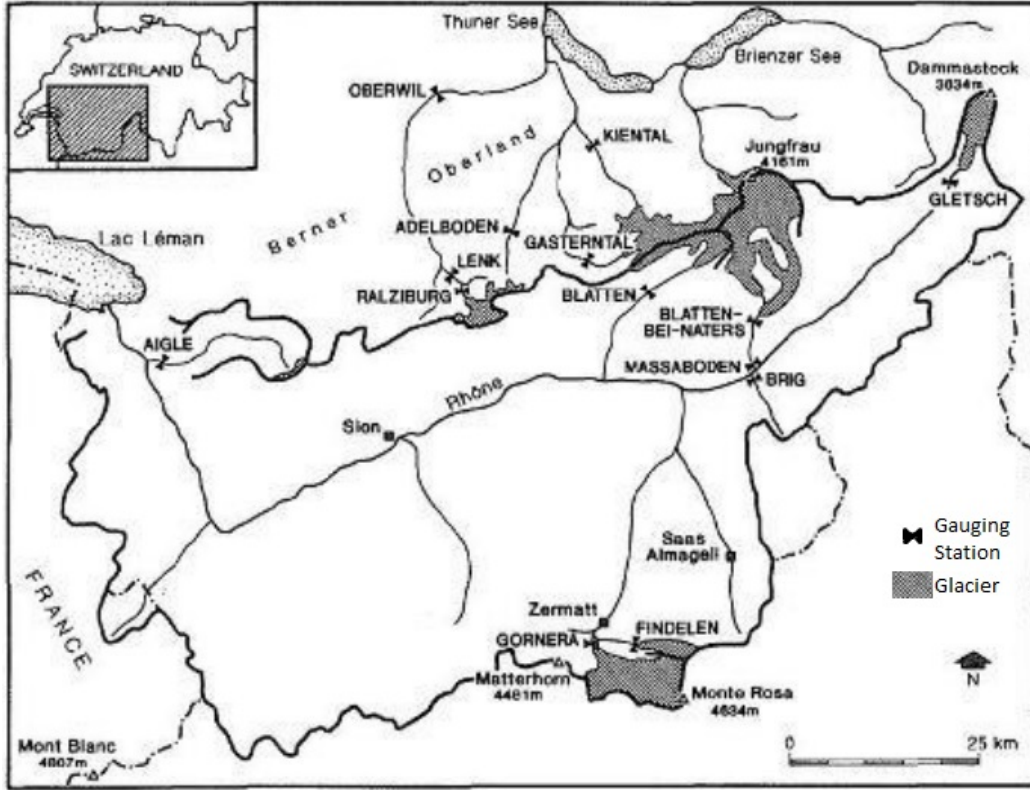 SWITZERLAND
Thuner See
Brienzer See
Dammastock
3634m
OBERWIL
KIENTAL
Oberland
Jungfrau
4161m
GLETSCH
Lac Léman
Berner
ADELBODEN
GASTERNTAL
LENK
RALZIBURG
BLATTEN
BLATTEN-
BEI-NATERS
AIGLE
MASSABODEN
BRIG
Rhône
Sion
Gauging
Station
Saas
Almagell
Glacier
FRANCE
Zermatt
FINDELEN
GORNERA
N
Matterhorn
4481m
Monte Rosa
4634m
Mont Blanc
4807m
0
25 km